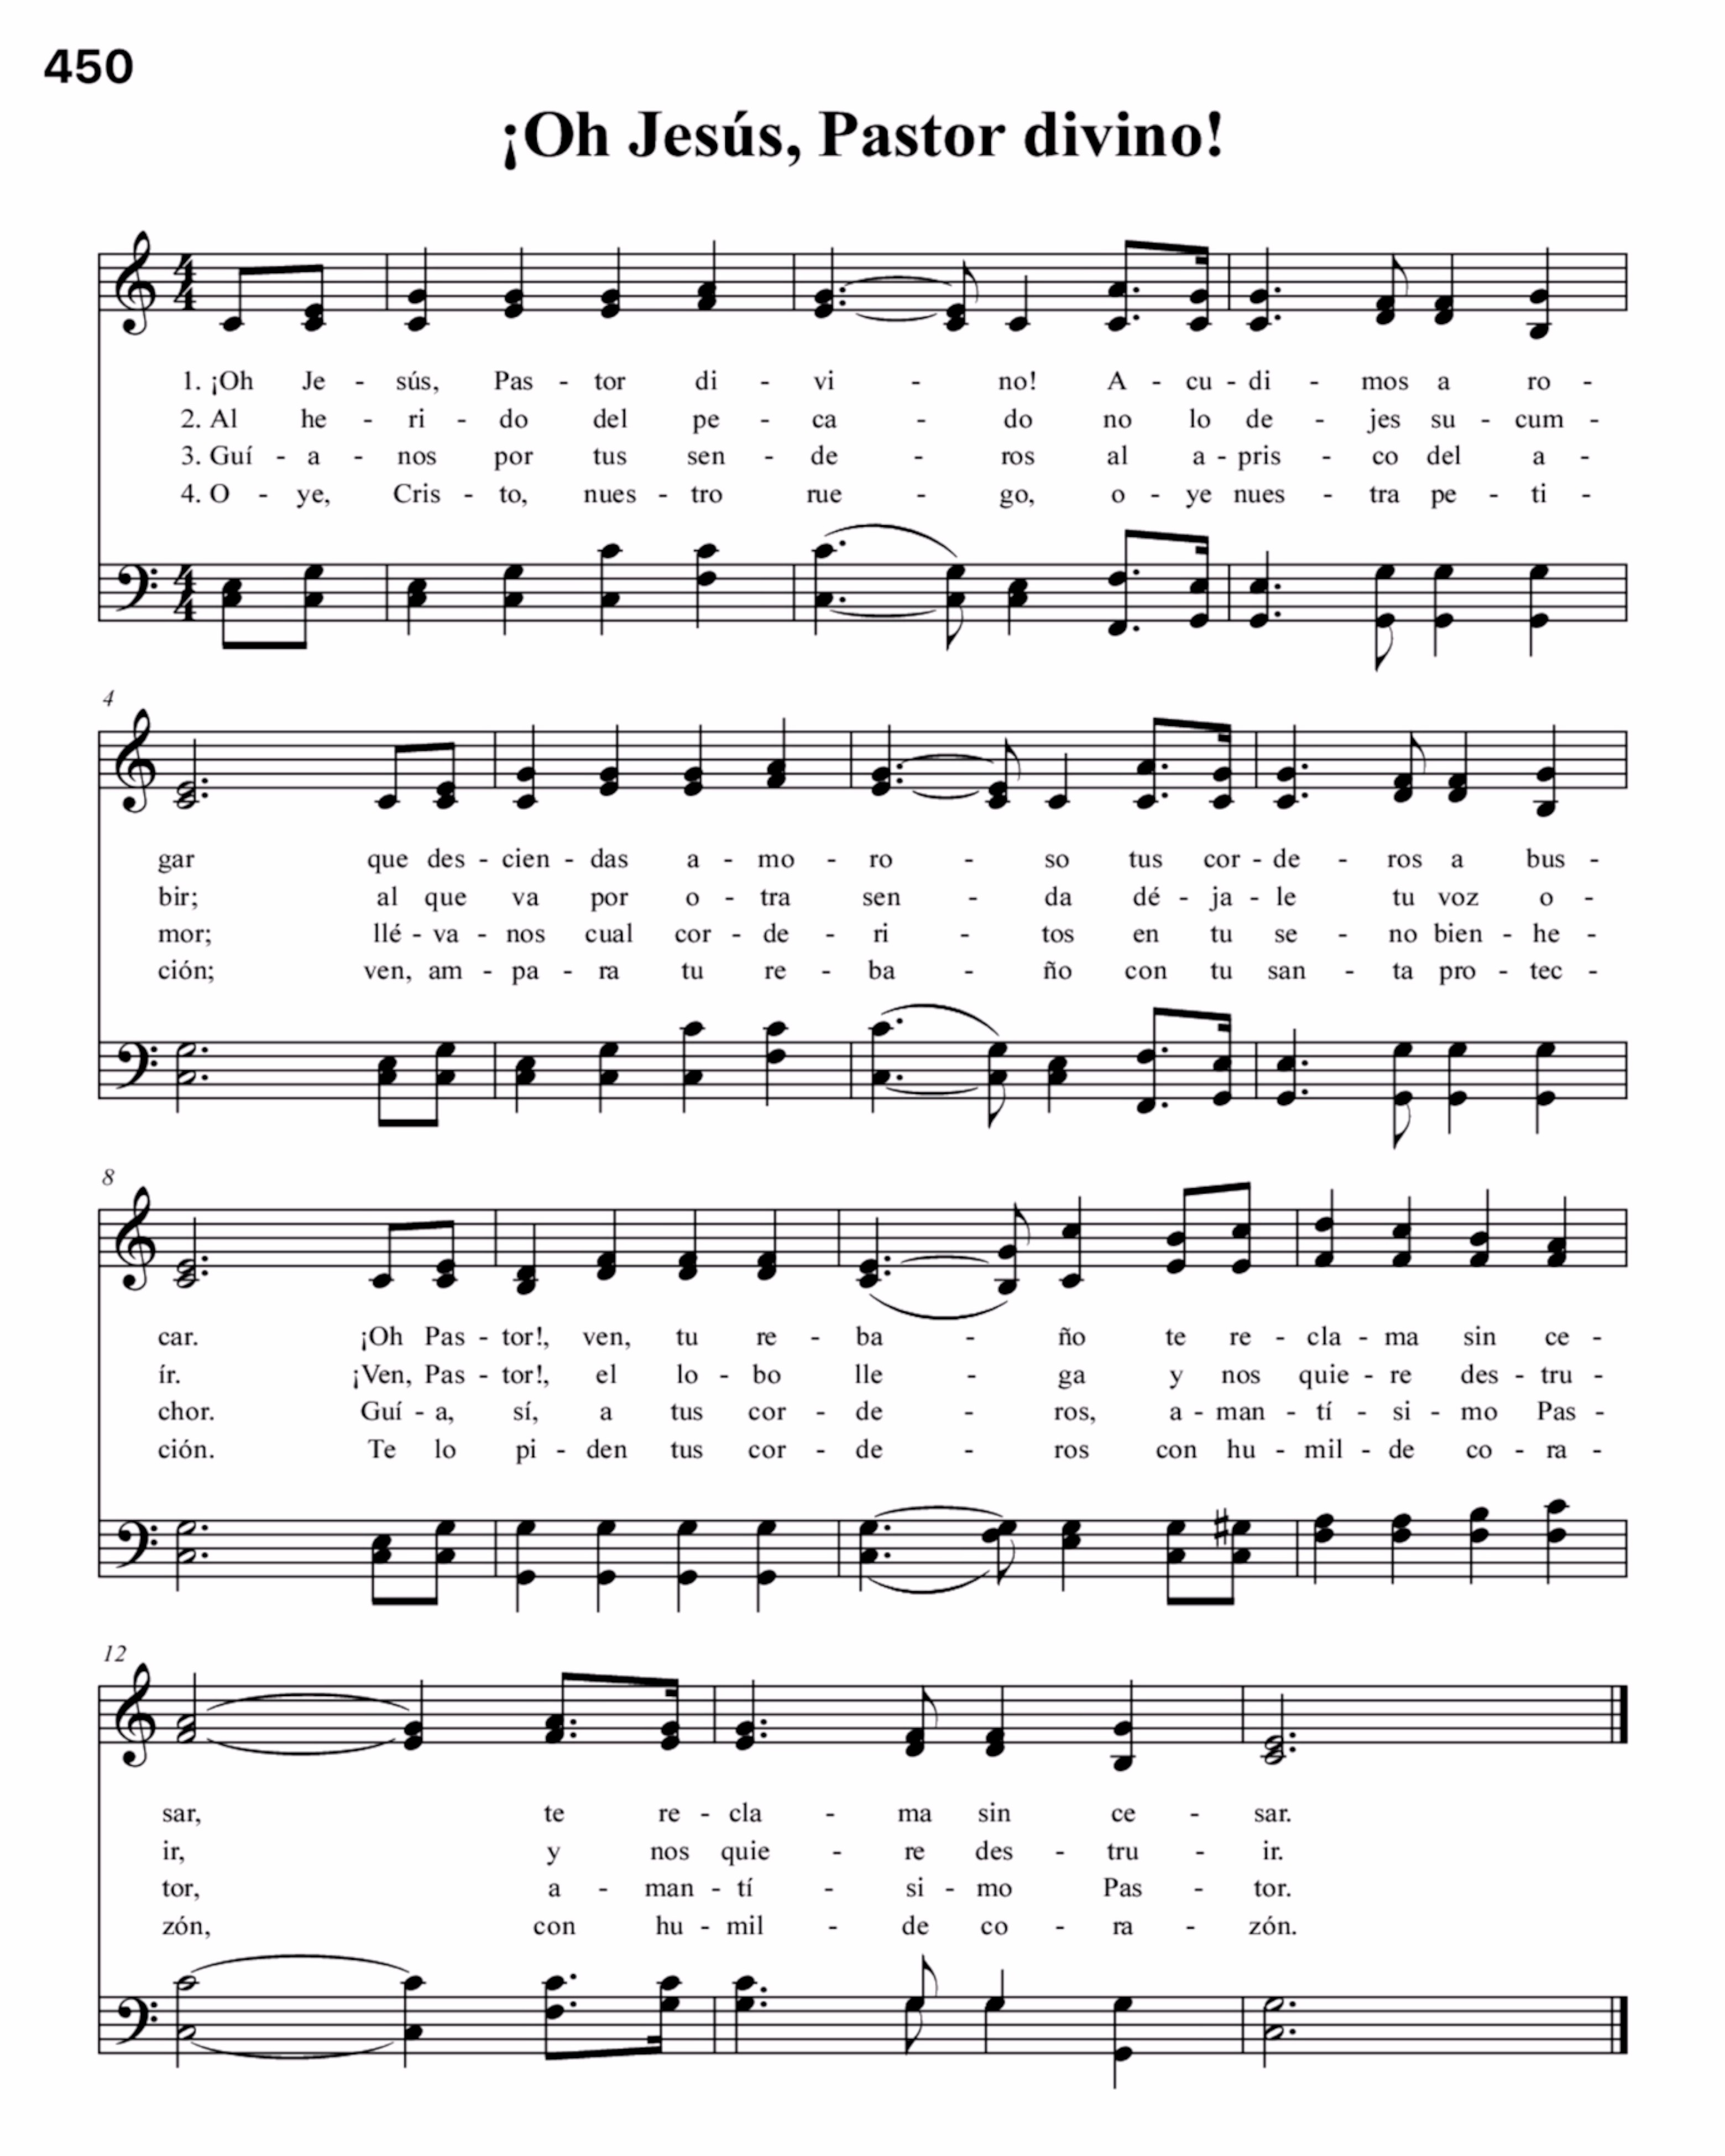 450
¡Oh Jesús, Pastor divino!
1. ¡Oh Je - sús, Pas - tor di - vi - no! A - cu - di - mos a ro -
2. Al he - ri - do del pe - ca - do no lo de - jes su - cum -
3. Guí - a - nos por tus sen - de - ros al a - pris - co del a -
4. O - ye, Cris - to, nues - tro rue - go, o - ye nues - tra pe - ti -
4
gar que des - cien - das a - mo - ro - so tus cor - de - ros a bus -
bir; al que va por o - tra sen - da dé - ja - le tu voz o -
mor; llé - va - nos cual cor - de - ri - tos en tu se - no bien - he -
ción; ven, am - pa - ra tu re - ba - ño con tu san - ta pro - tec -
8
car. ¡Oh Pas - tor!, ven, tu re - ba - ño te re - cla - ma sin ce -
ír. ¡Ven, Pas - tor!, el lo - bo lle - ga y nos quie - re des - tru -
chor. Guí - a, sí, a tus cor - de - ros, a - man - tí - si - mo Pas -
ción. Te lo pi - den tus cor - de - ros con hu - mil - de co - ra -
12
sar, te re - cla - ma sin ce - sar.
ir, y nos quie - re des - tru - ir.
tor, a - man - tí - si - mo Pas - tor.
zón, con hu - mil - de co - ra - zón.